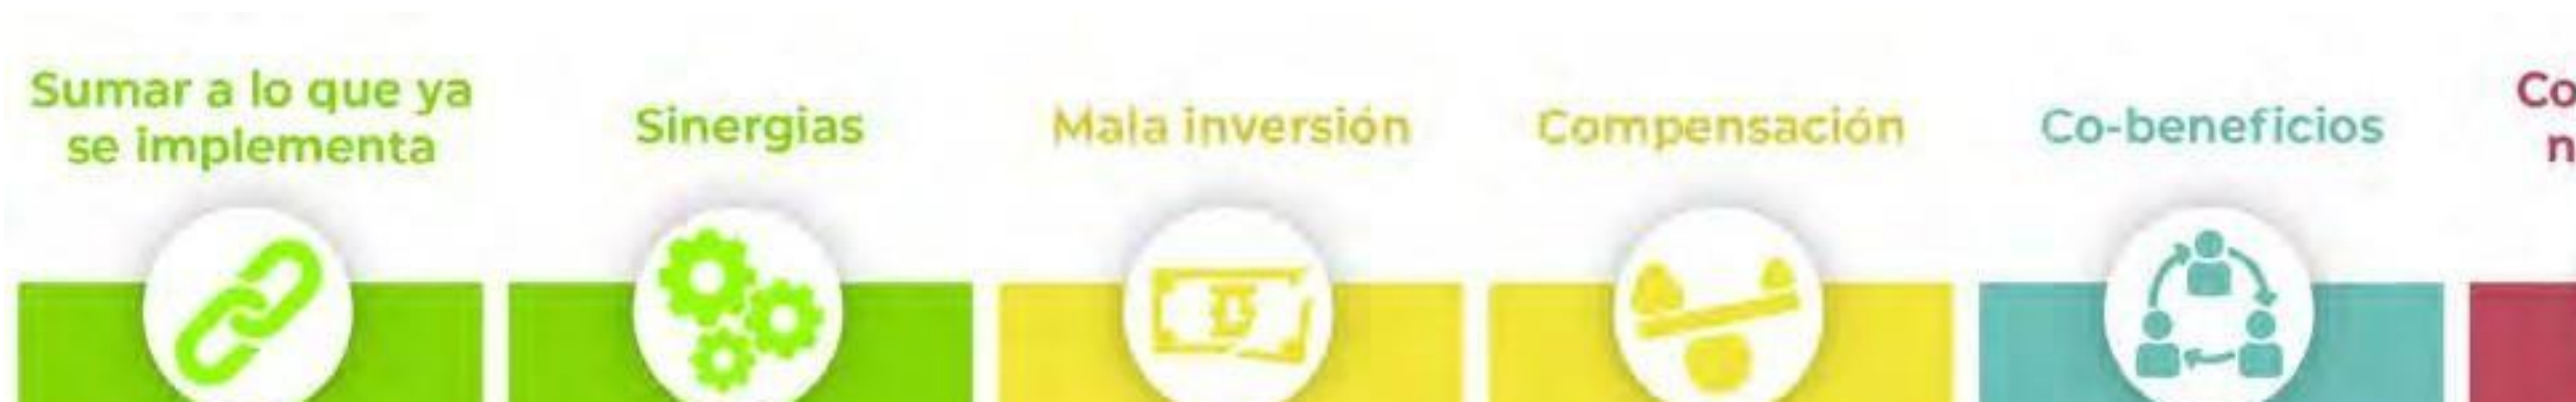 Sumar a lo que ya
se implementa
Sinergias
Mala inversión
Compensación
Co-beneficios